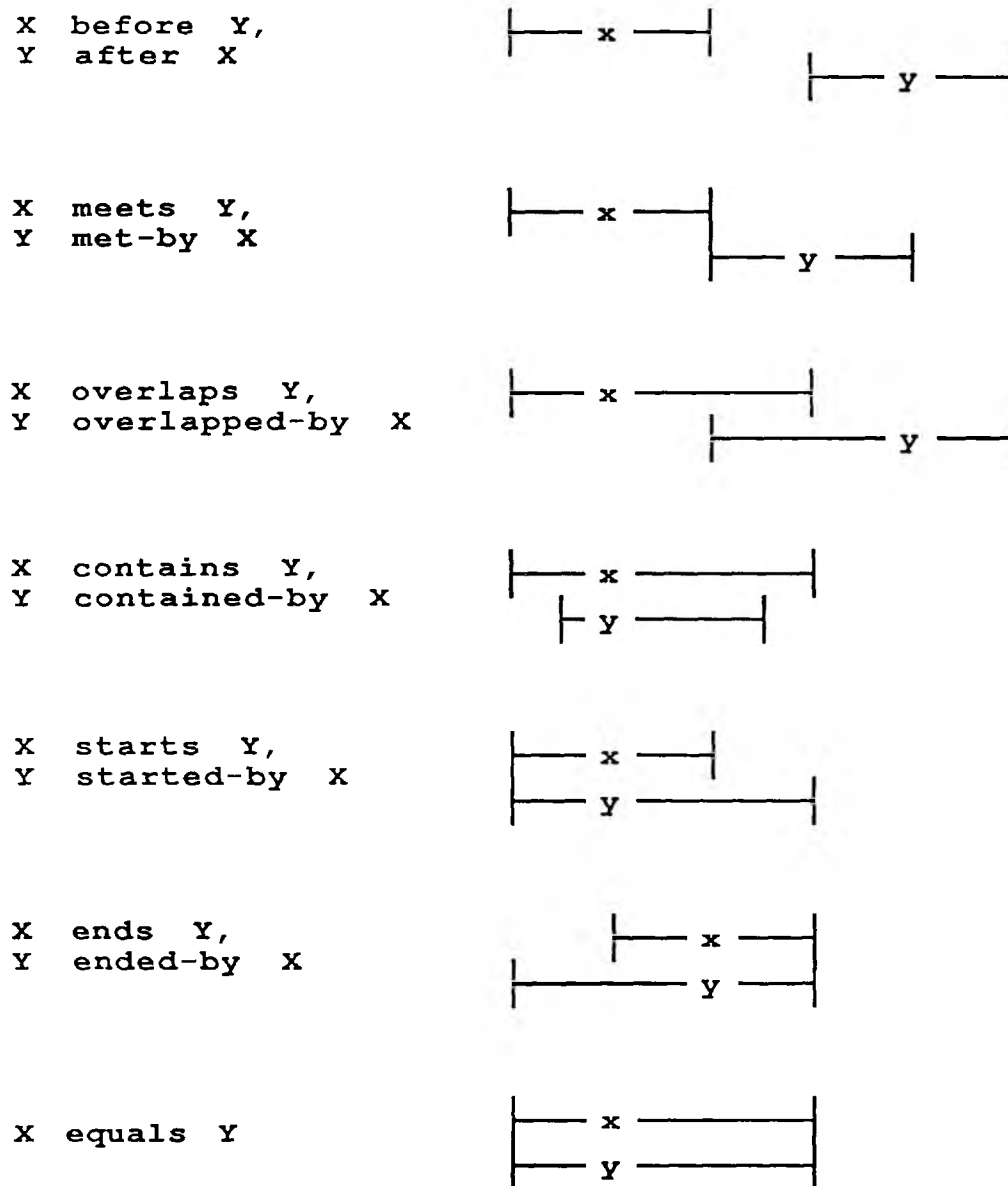 X before Y,
Y after X
x
y
X meets Y,
Y met-by X
x
y
X overlaps Y,
Y overlapped-by X
x
y
X contains Y,
Y contained-by X
x
y
X starts Y,
Y started-by X
x
y
X ends Y,
Y ended-by X
x
y
X equals Y
x
y